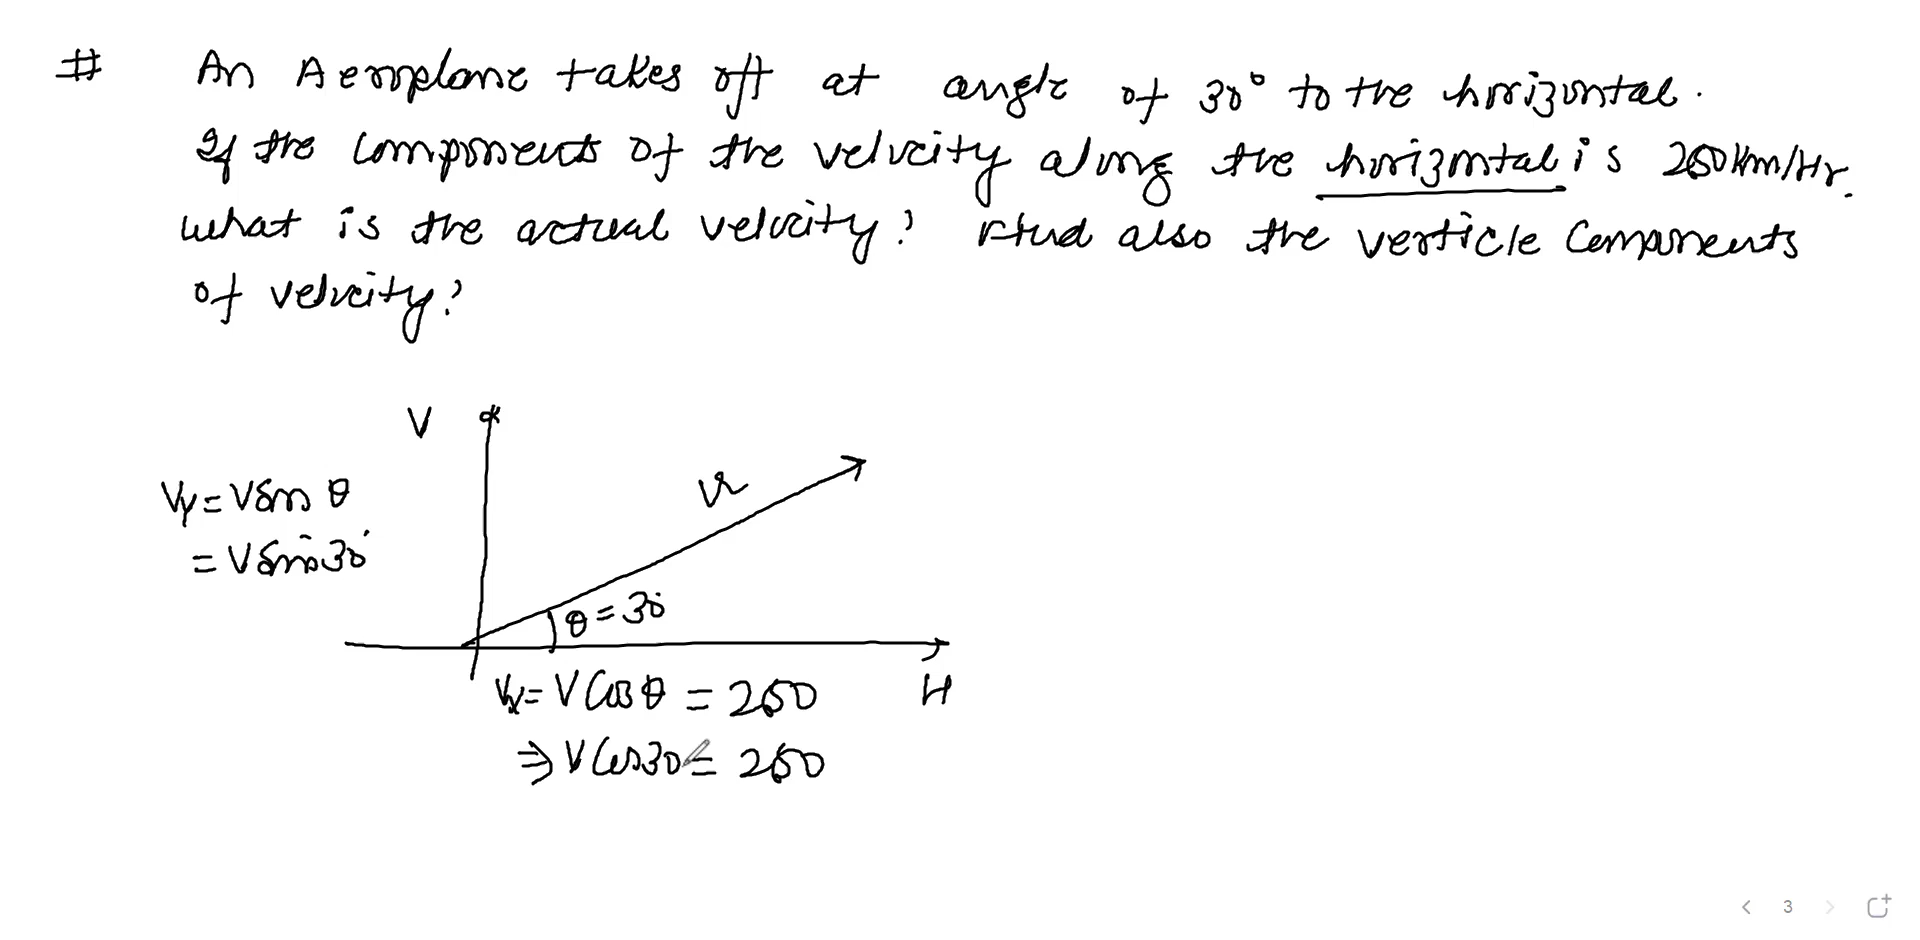 # An Aeroplane takes off at angle of 30° to the horizontal.
If the components of the velocity along the horizontal is 250km/Hr.
what is the actual velocity? Find also the verticle components
of velocity?
V
v
Vy = V Sin θ
= V Sin 30°
θ = 30°
Vx = V Cos θ = 250
H
⇒ V Cos 30 = 250
3